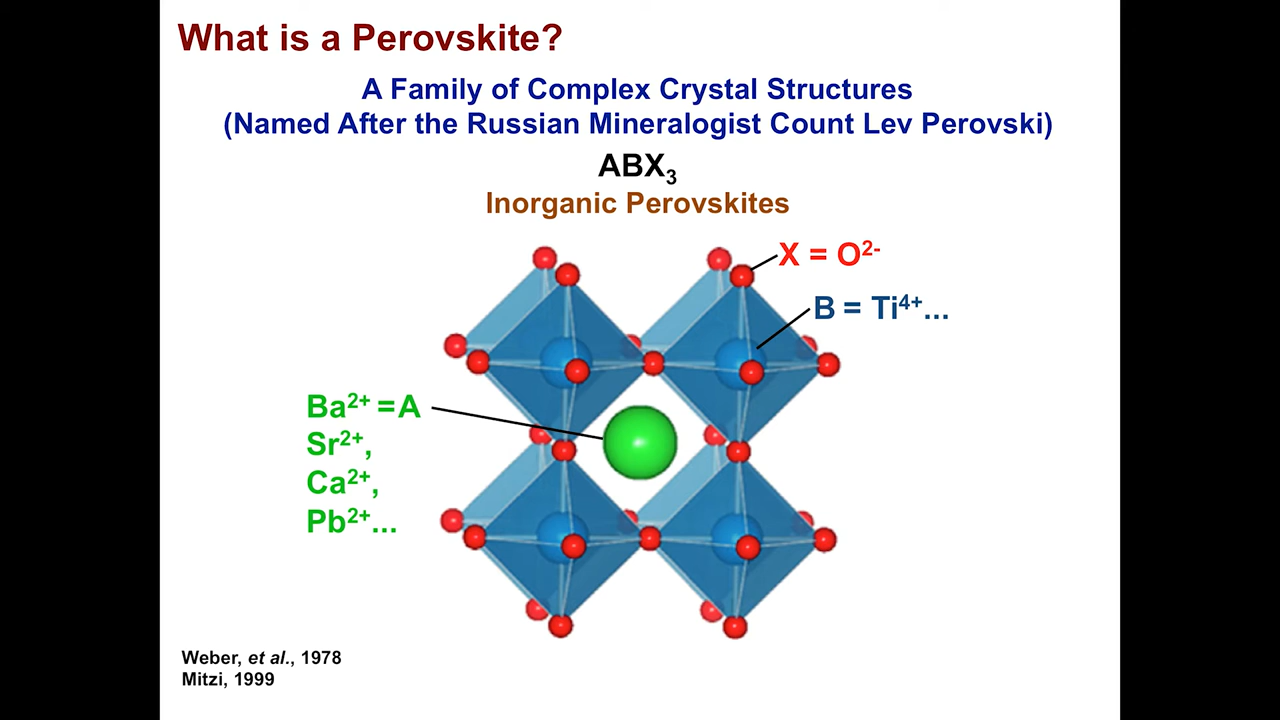 What is a Perovskite?
A Family of Complex Crystal Structures
(Named After the Russian Mineralogist Count Lev Perovski)
ABX₃
Inorganic Perovskites
X = O²⁻
B = Ti⁴⁺...
Ba²⁺ =A
Sr²⁺,
Ca²⁺,
Pb²⁺...
Weber, et al., 1978
Mitzi, 1999